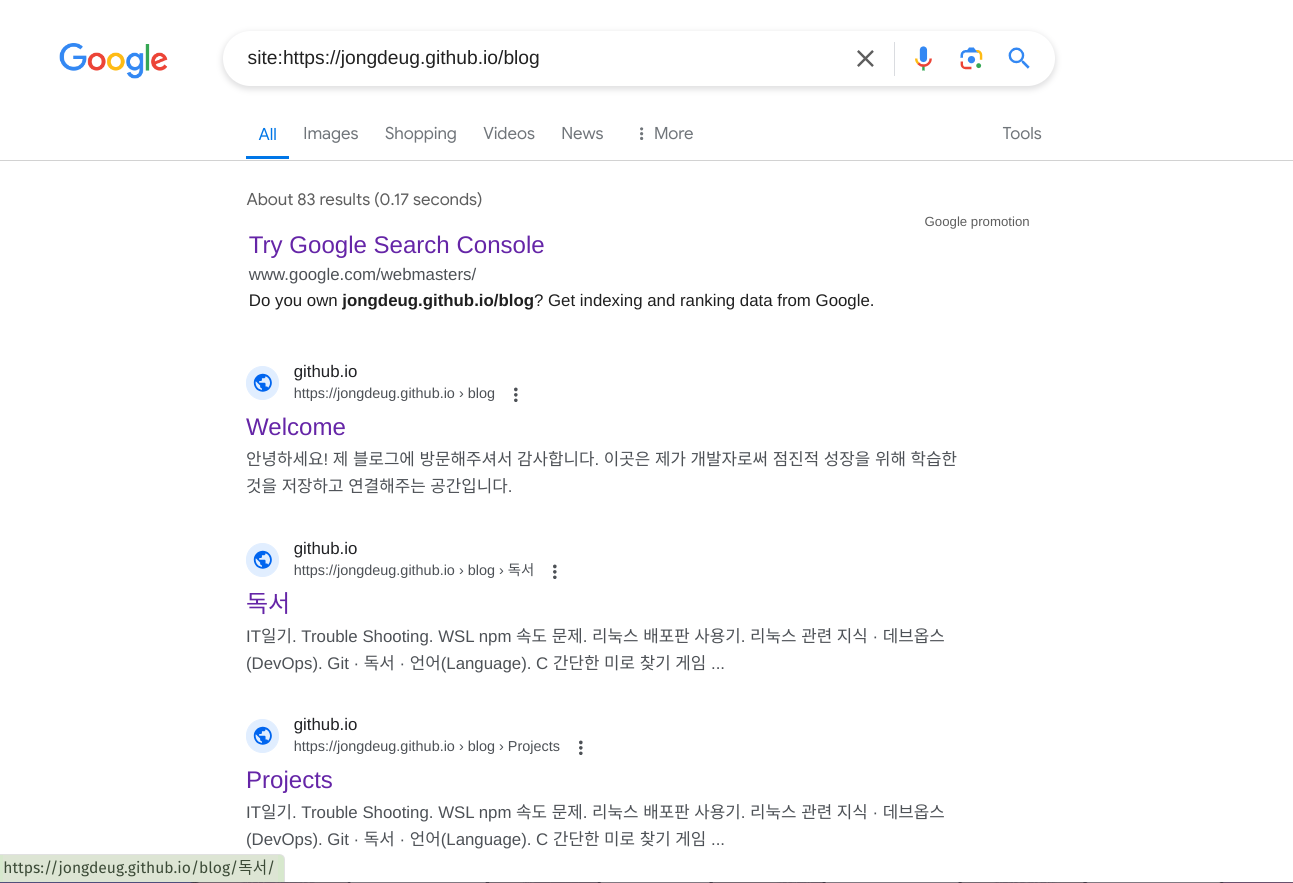 Google
site:https://jongdeug.github.io/blog
All Images Shopping Videos News More Tools
About 83 results (0.17 seconds)
Google promotion
Try Google Search Console
www.google.com/webmasters/
Do you own jongdeug.github.io/blog? Get indexing and ranking data from Google.
github.io
https://jongdeug.github.io › blog
Welcome
안녕하세요! 제 블로그에 방문해주셔서 감사합니다. 이곳은 제가 개발자로써 점진적 성장을 위해 학습한
것을 저장하고 연결해주는 공간입니다.
github.io
https://jongdeug.github.io › blog › 독서
독서
IT일기. Trouble Shooting. WSL npm 속도 문제. 리눅스 배포판 사용기. 리눅스 관련 지식 · 데브옵스
(DevOps). Git · 독서 · 언어(Language). C 간단한 미로 찾기 게임 ...
github.io
https://jongdeug.github.io › blog › Projects
Projects
IT일기. Trouble Shooting. WSL npm 속도 문제. 리눅스 배포판 사용기. 리눅스 관련 지식 · 데브옵스
(DevOps). Git · 독서 · 언어(Language). C 간단한 미로 찾기 게임 ...
https://jongdeug.github.io/blog/독서/